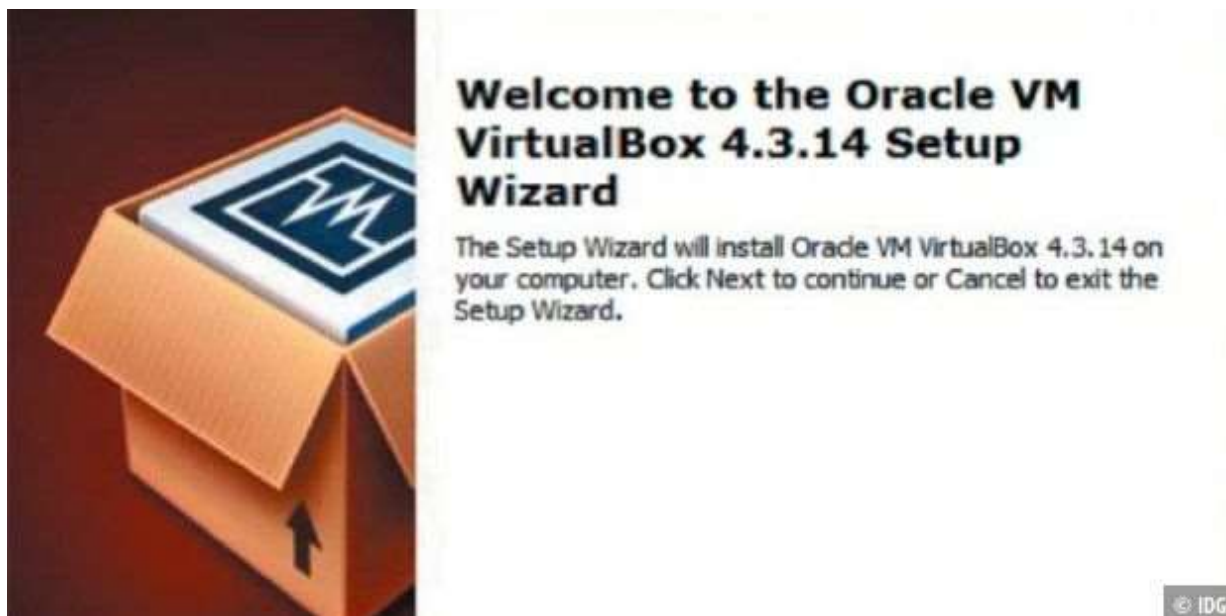 Welcome to the Oracle VM
VirtualBox 4.3.14 Setup
Wizard
The Setup Wizard will install Oracle VM VirtualBox 4.3.14 on
your computer. Click Next to continue or Cancel to exit the
Setup Wizard.
© IDG